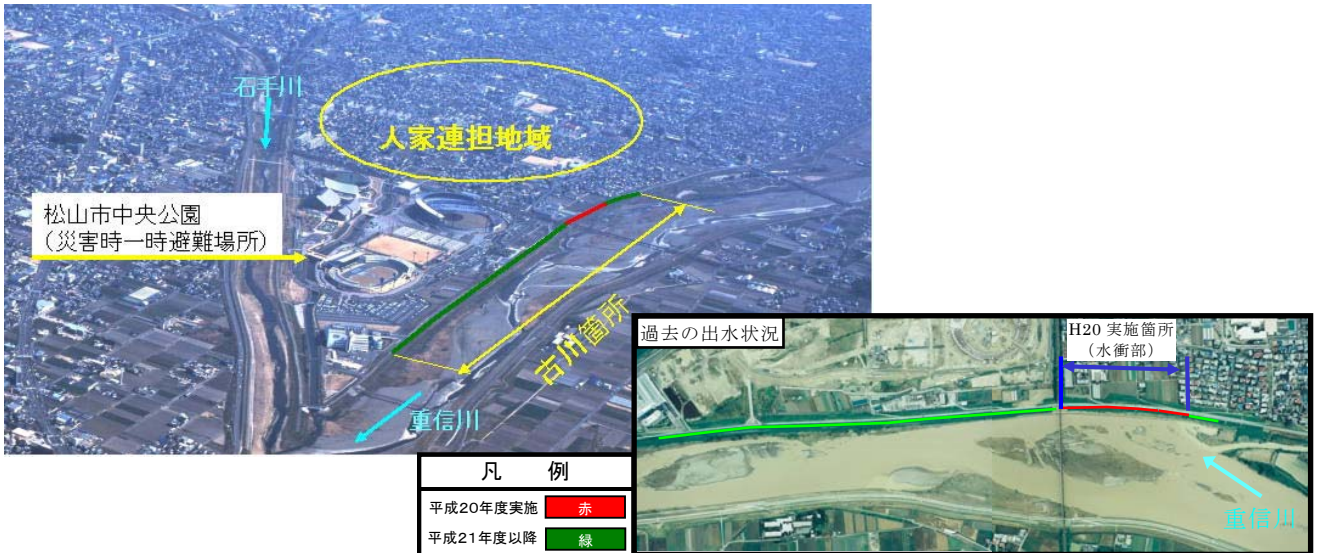 石手川
人家連担地域
松山市中央公園
（災害時一時避難場所）
古川箇所
重信川
過去の出水状況
H20 実施箇所
（水衝部）
重信川
凡 例
平成20年度実施 赤
平成21年度以降 緑